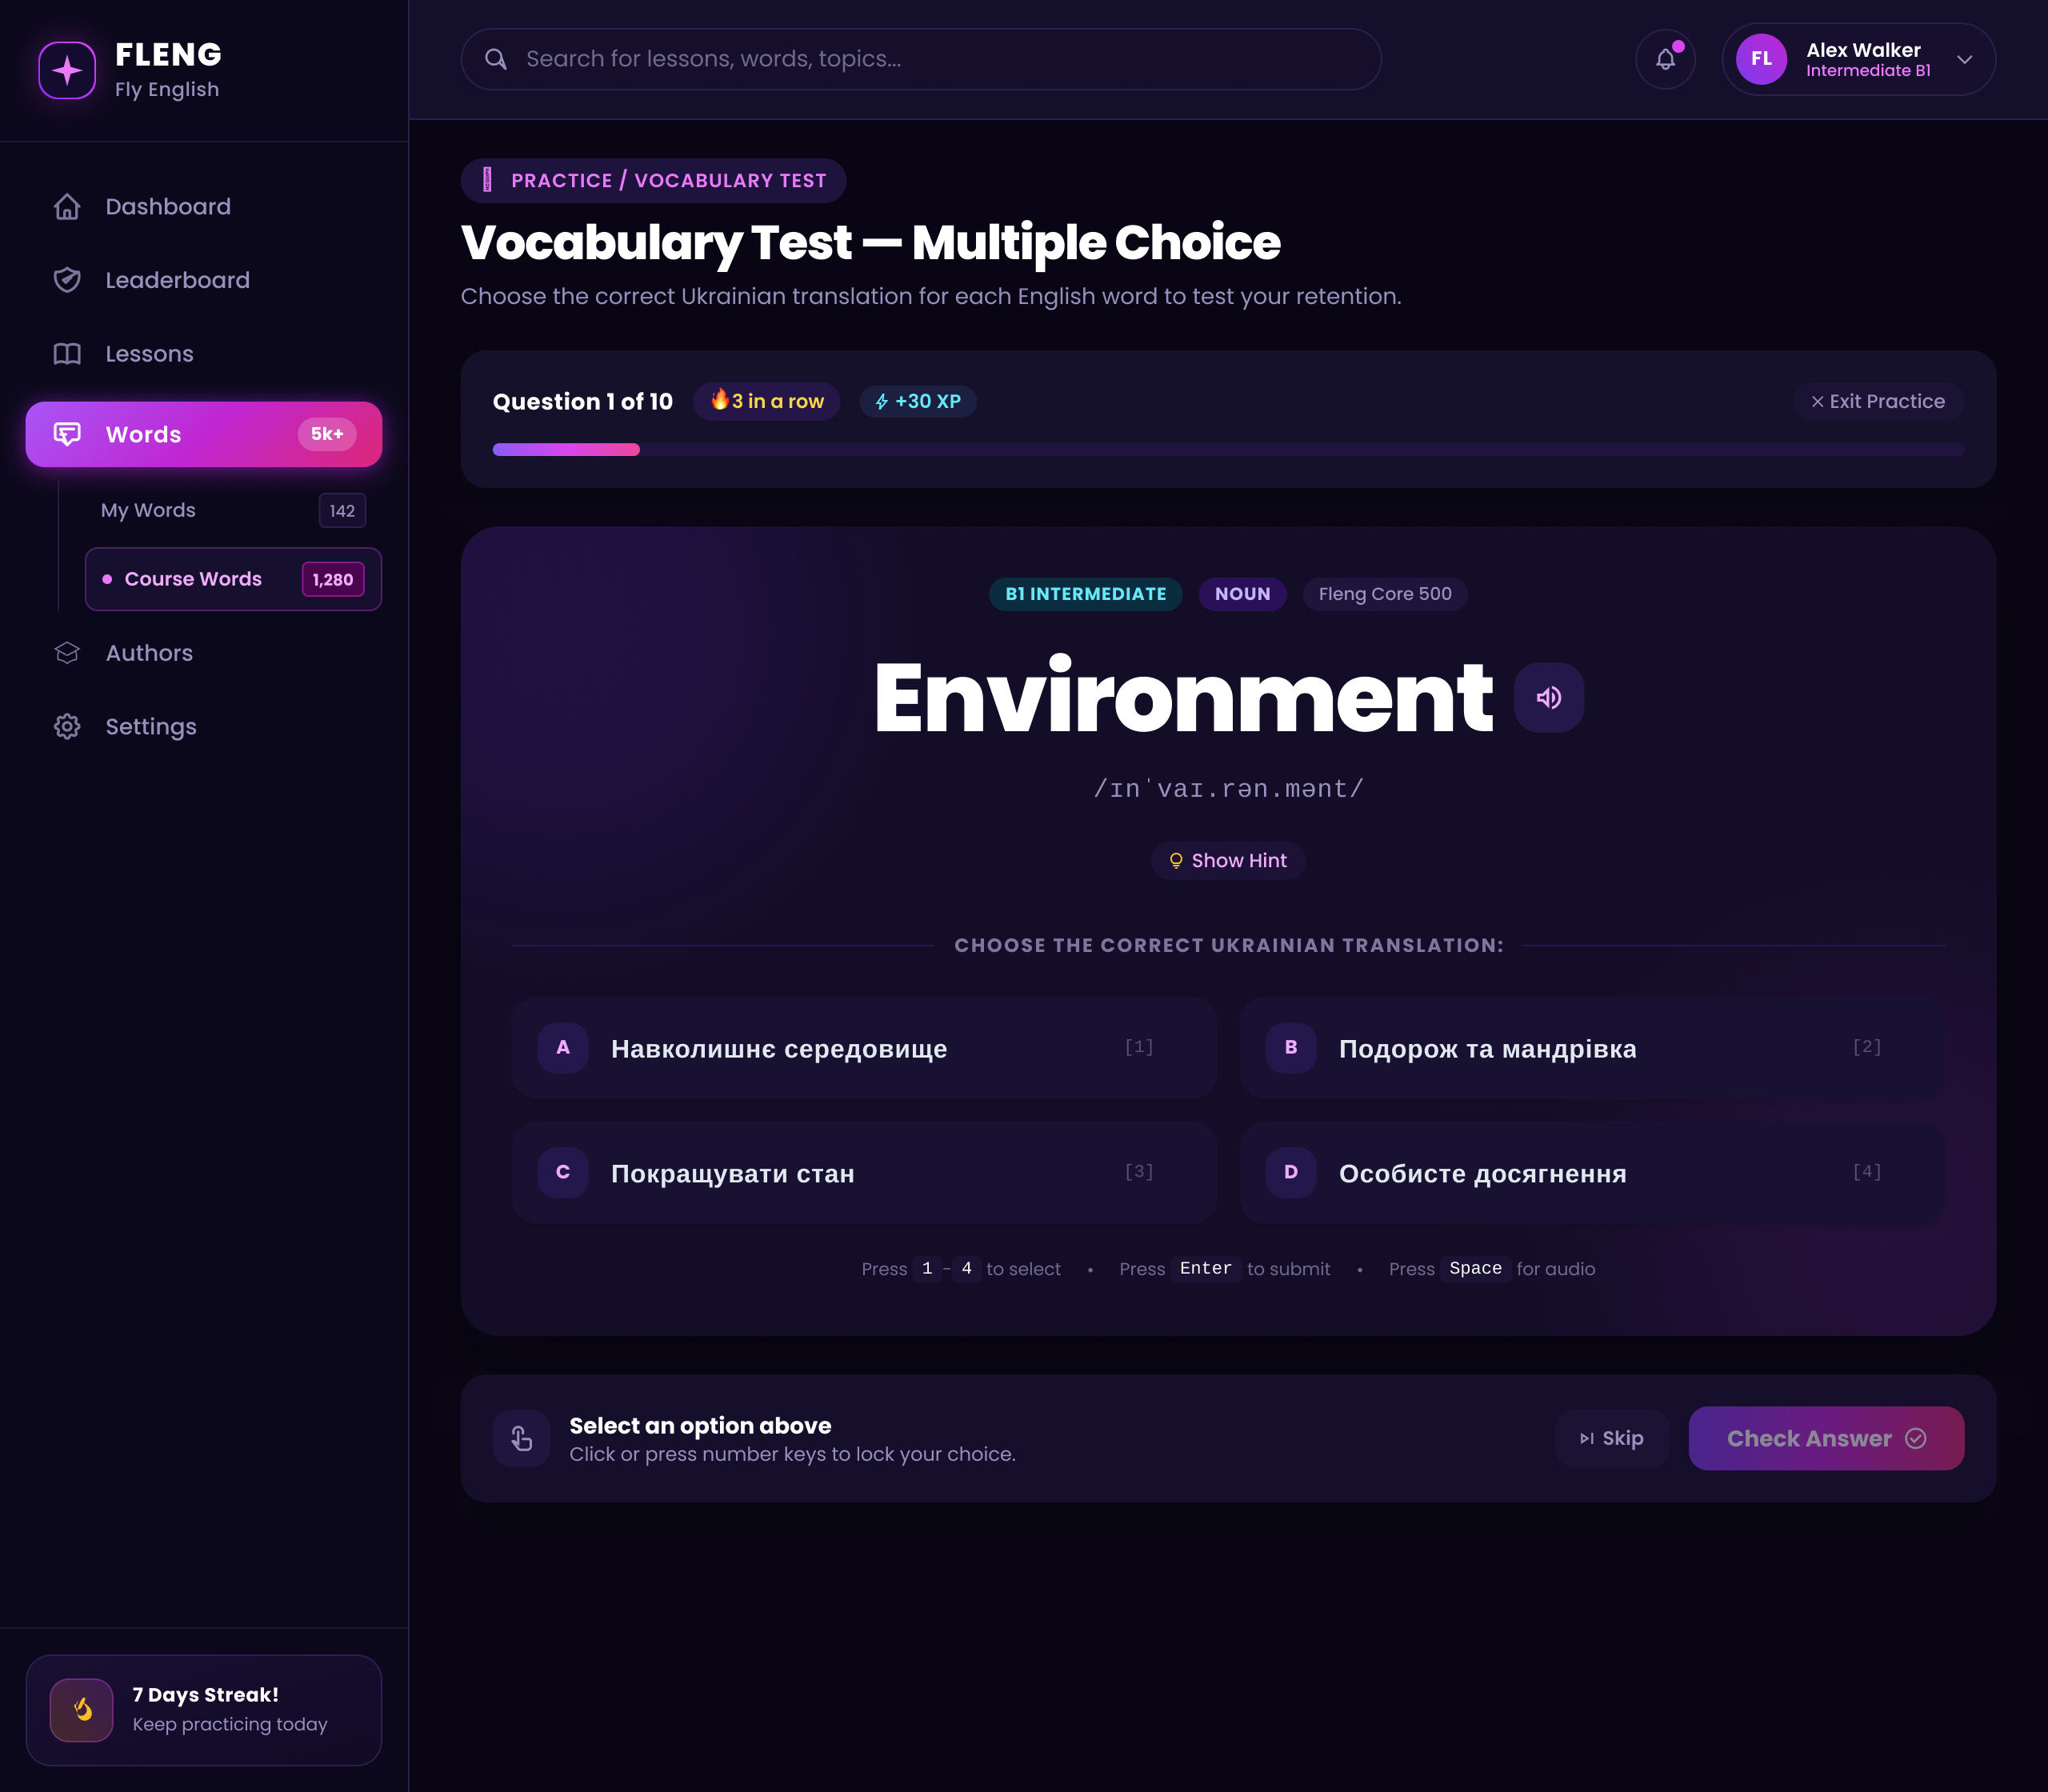 FLENG
Fly English
Search for lessons, words, topics...
FL
Alex Walker
Intermediate B1
Dashboard
Leaderboard
Lessons
Words 5k+
My Words 142
Course Words 1,280
Authors
Settings
7 Days Streak!
Keep practicing today
PRACTICE / VOCABULARY TEST
Vocabulary Test — Multiple Choice
Choose the correct Ukrainian translation for each English word to test your retention.
Question 1 of 10 🔥3 in a row +30 XP Exit Practice
B1 INTERMEDIATE NOUN Fleng Core 500
Environment
/ɪnˈvaɪ.rən.mənt/
Show Hint
CHOOSE THE CORRECT UKRAINIAN TRANSLATION:
A Навколишнє середовище [1]
B Подорож та мандрівка [2]
C Покращувати стан [3]
D Особисте досягнення [4]
Press 1 – 4 to select • Press Enter to submit • Press Space for audio
Select an option above
Click or press number keys to lock your choice.
Skip
Check Answer